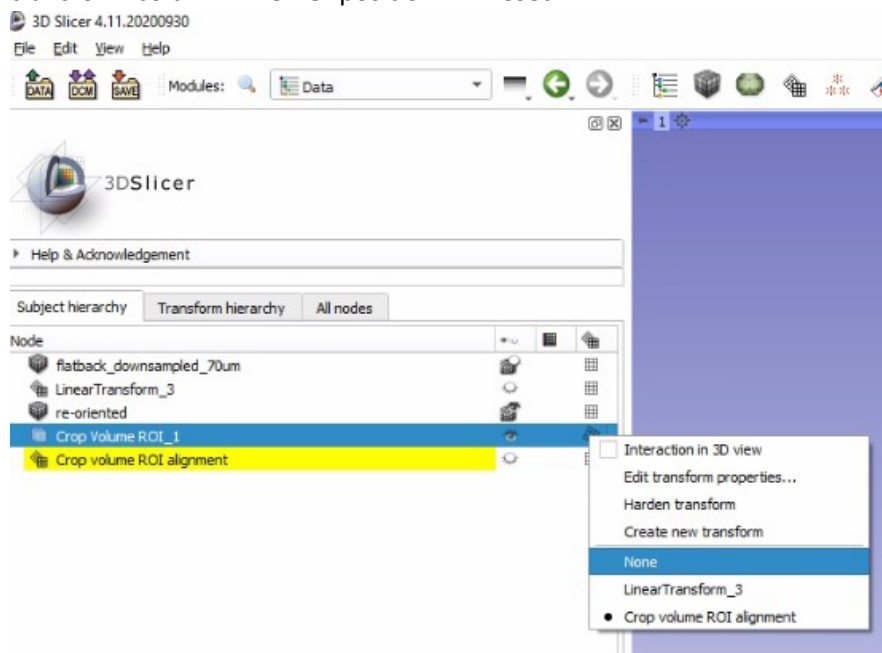 3D Slicer 4.11.20200930
File Edit View Help
DATA DCM SAVE Modules: Data
1
3DSlicer
Help & Acknowledgement
Subject hierarchy Transform hierarchy All nodes
Node
flatback_downsampled_70um
LinearTransform_3
re-oriented
Crop Volume ROI_1
Crop volume ROI alignment
Interaction in 3D view
Edit transform properties...
Harden transform
Create new transform
None
LinearTransform_3
Crop volume ROI alignment